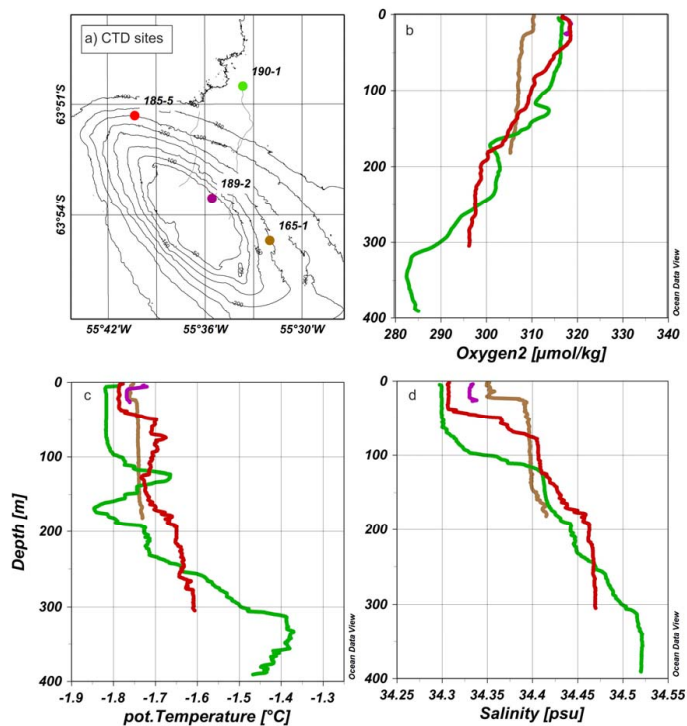 a) CTD sites
190-1
63°51'S
185-5
189-2
63°54'S
165-1
55°42'W 55°36'W 55°30'W
b
0
100
200
300
400
280 290 300 310 320 330 340
Oxygen2 [µmol/kg]
Ocean Data View
c
0
100
200
300
400
Depth [m]
-1.9 -1.8 -1.7 -1.6 -1.5 -1.4 -1.3
pot.Temperature [°C]
Ocean Data View
d
0
100
200
300
400
34.25 34.3 34.35 34.4 34.45 34.5 34.55
Salinity [psu]
Ocean Data View